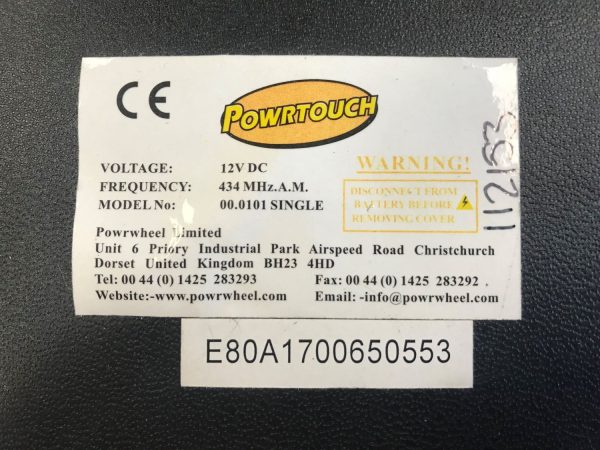 CE
POWRTOUCH
VOLTAGE: 12V DC
FREQUENCY: 434 MHz.A.M.
MODEL No: 00.0101 SINGLE
WARNING!
DISCONNECT FROM
BATTERY BEFORE
REMOVING COVER
112153
Powrwheel Limited
Unit 6 Priory Industrial Park Airspeed Road Christchurch
Dorset United Kingdom BH23 4HD
Tel: 00 44 (0) 1425 283293 Fax: 00 44 (0) 1425 283292 .
Website:-www.powrwheel.com Email: -info@powrwheel.com
E80A1700650553